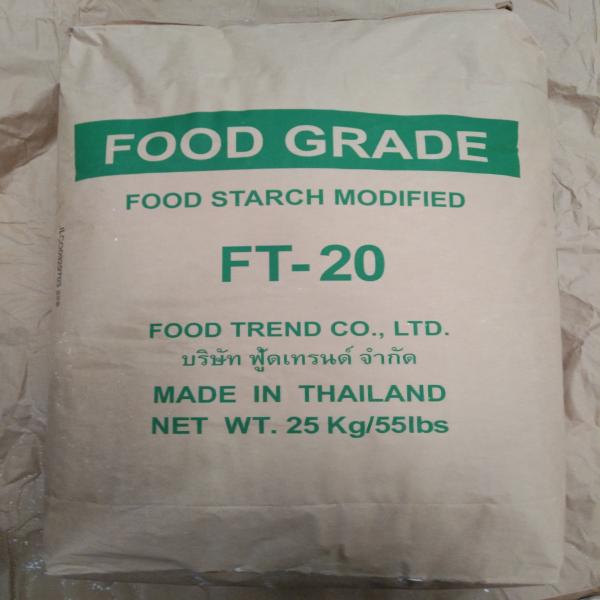 FOOD GRADE
FOOD STARCH MODIFIED
FT-20
FOOD TREND CO., LTD.
บริษัท ฟู้ดเทรนด์ จำกัด
MADE IN THAILAND
NET WT. 25 Kg/55lbs